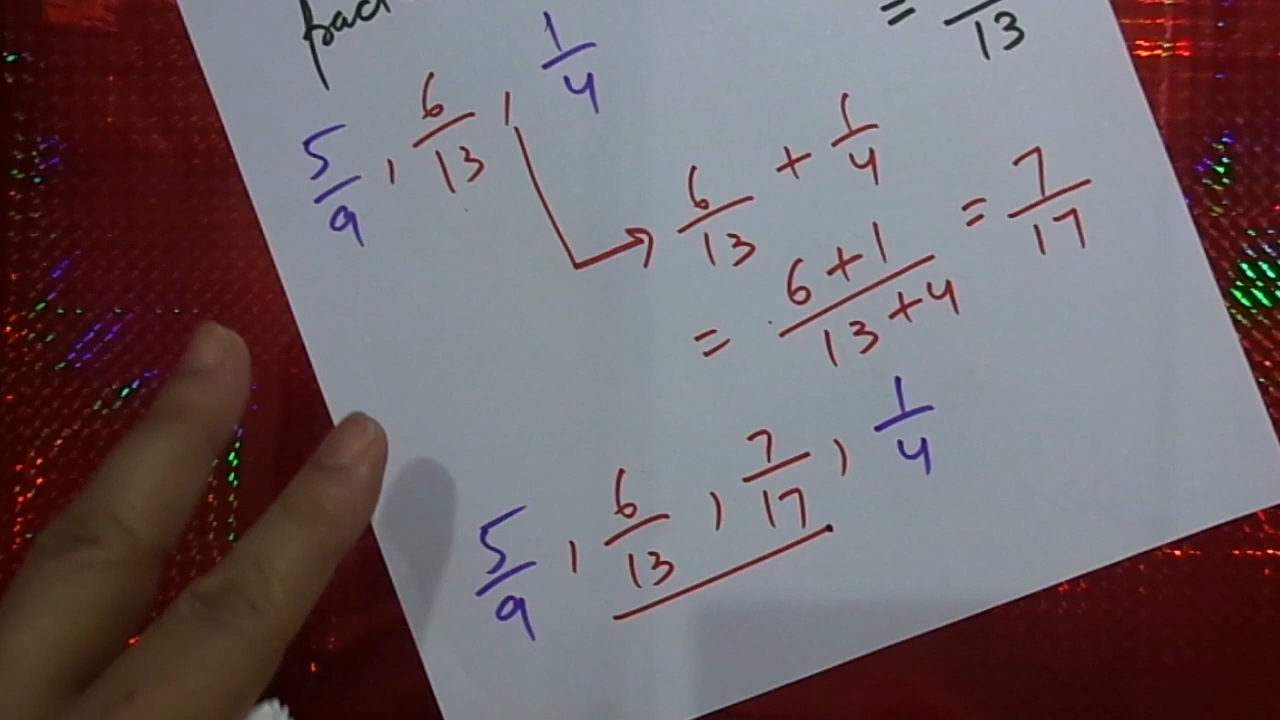 = /13
5/9 , 6/13 , 1/4
6/13 + 1/4
= 6+1/13+4 = 7/17
5/9 , 6/13 , 7/17 , 1/4